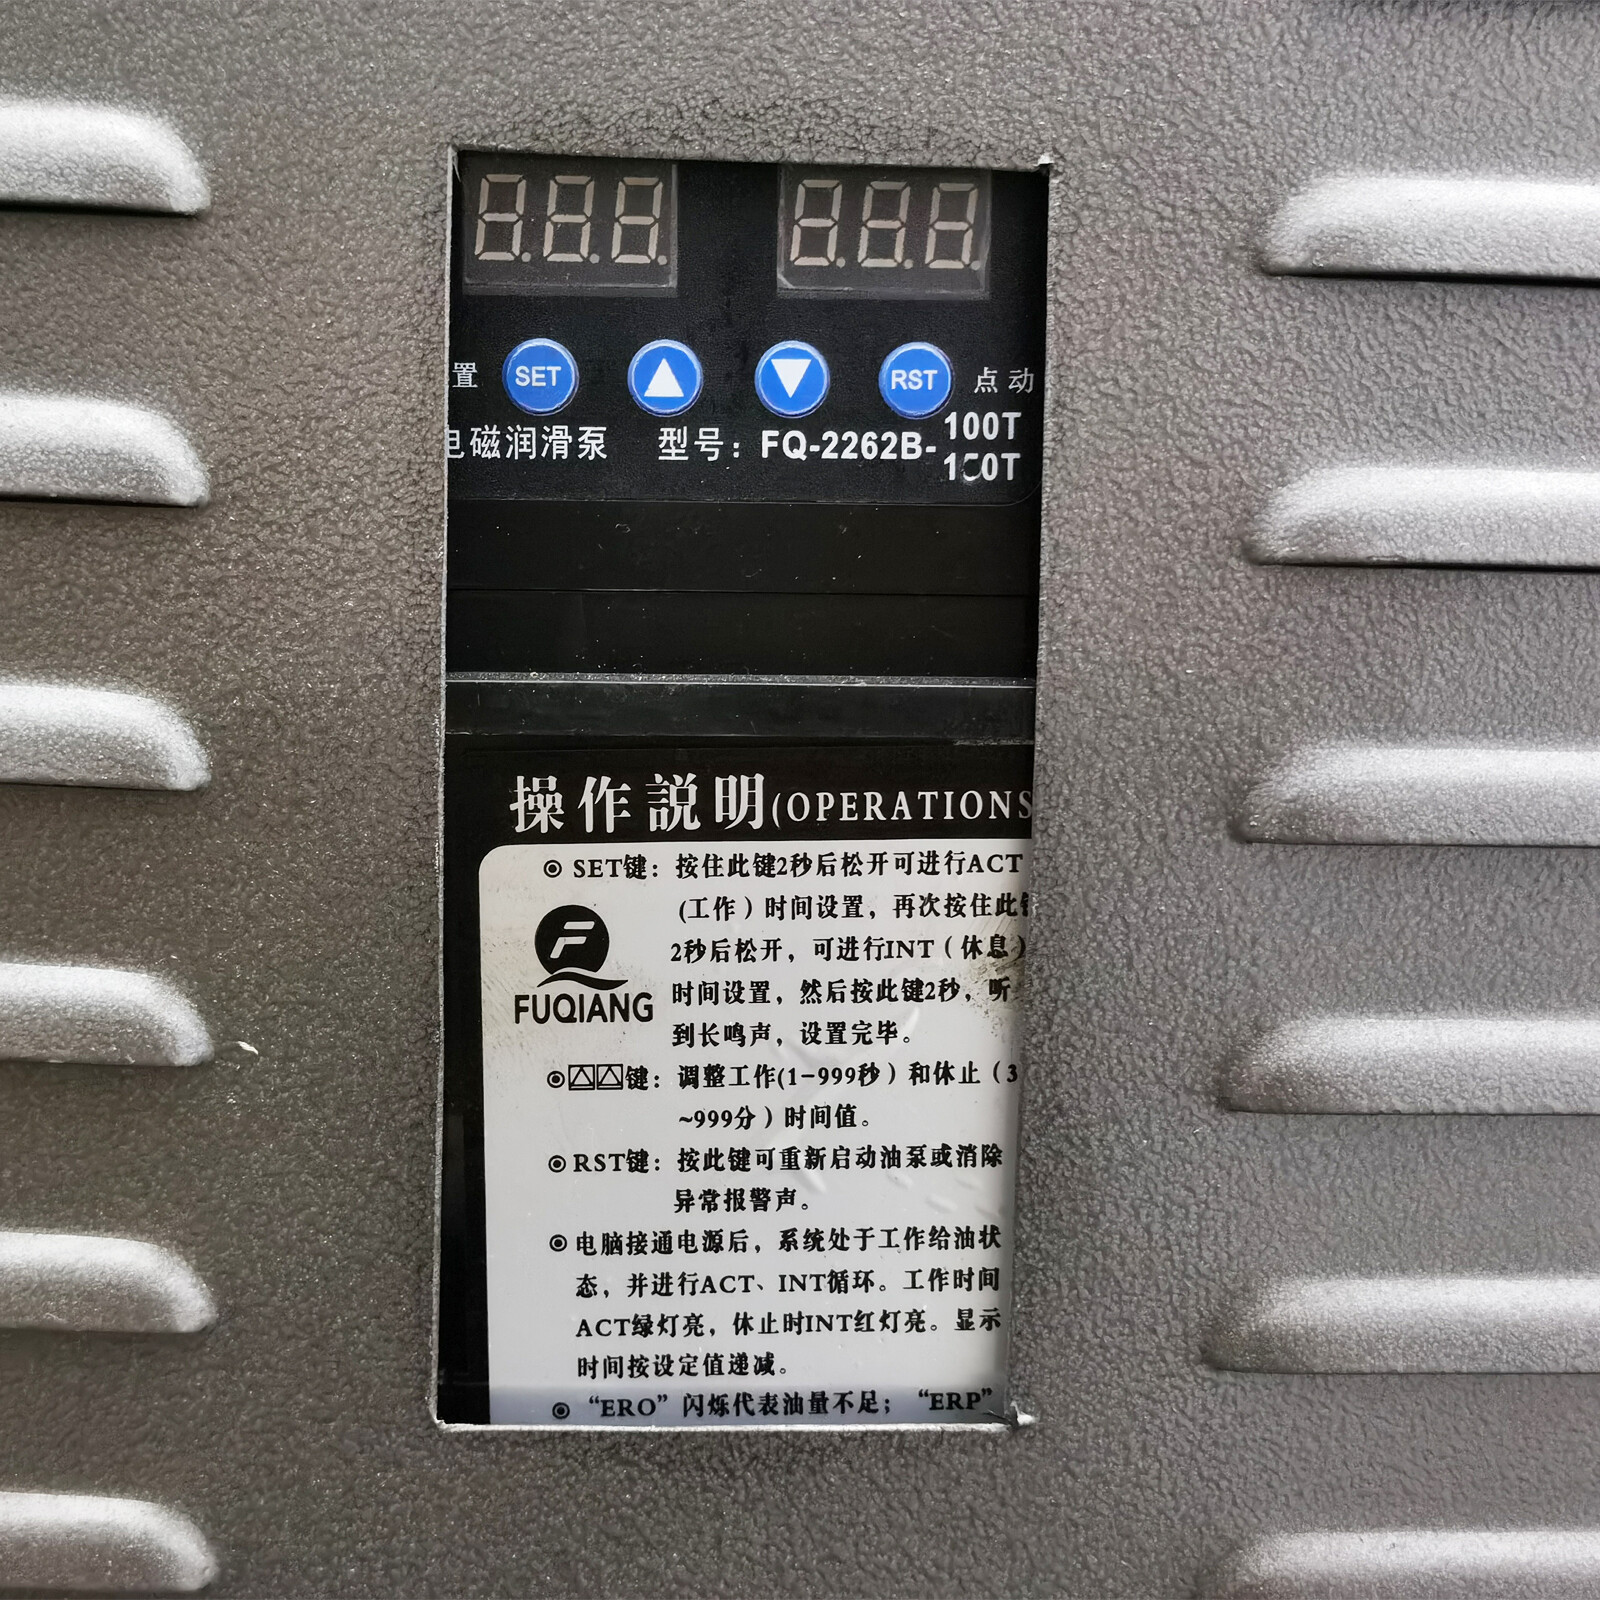 置 SET RST 点动
磁润滑泵 型号：FQ-2262B-
100T
操作説明(OPERATIONS
◉ SET键：按住此键2秒后松开可进行ACT
(工作）时间设置，再次按住此
2秒后松开，可进行INT（休息）
时间设置，然后按此键2秒，听
到长鸣声，设置完毕。
F
FUQIANG
◉△△键：调整工作(1-999秒）和休止（3
~999分）时间值。
◉RST键：按此键可重新启动油泵或消除
异常报警声。
◉电脑接通电源后，系统处于工作给油状
态，并进行ACT、INT循环。工作时间
ACT绿灯亮，休止时INT红灯亮。显示
时间按设定值递减。
◉“ERO”闪烁代表油量不足；“ERP”